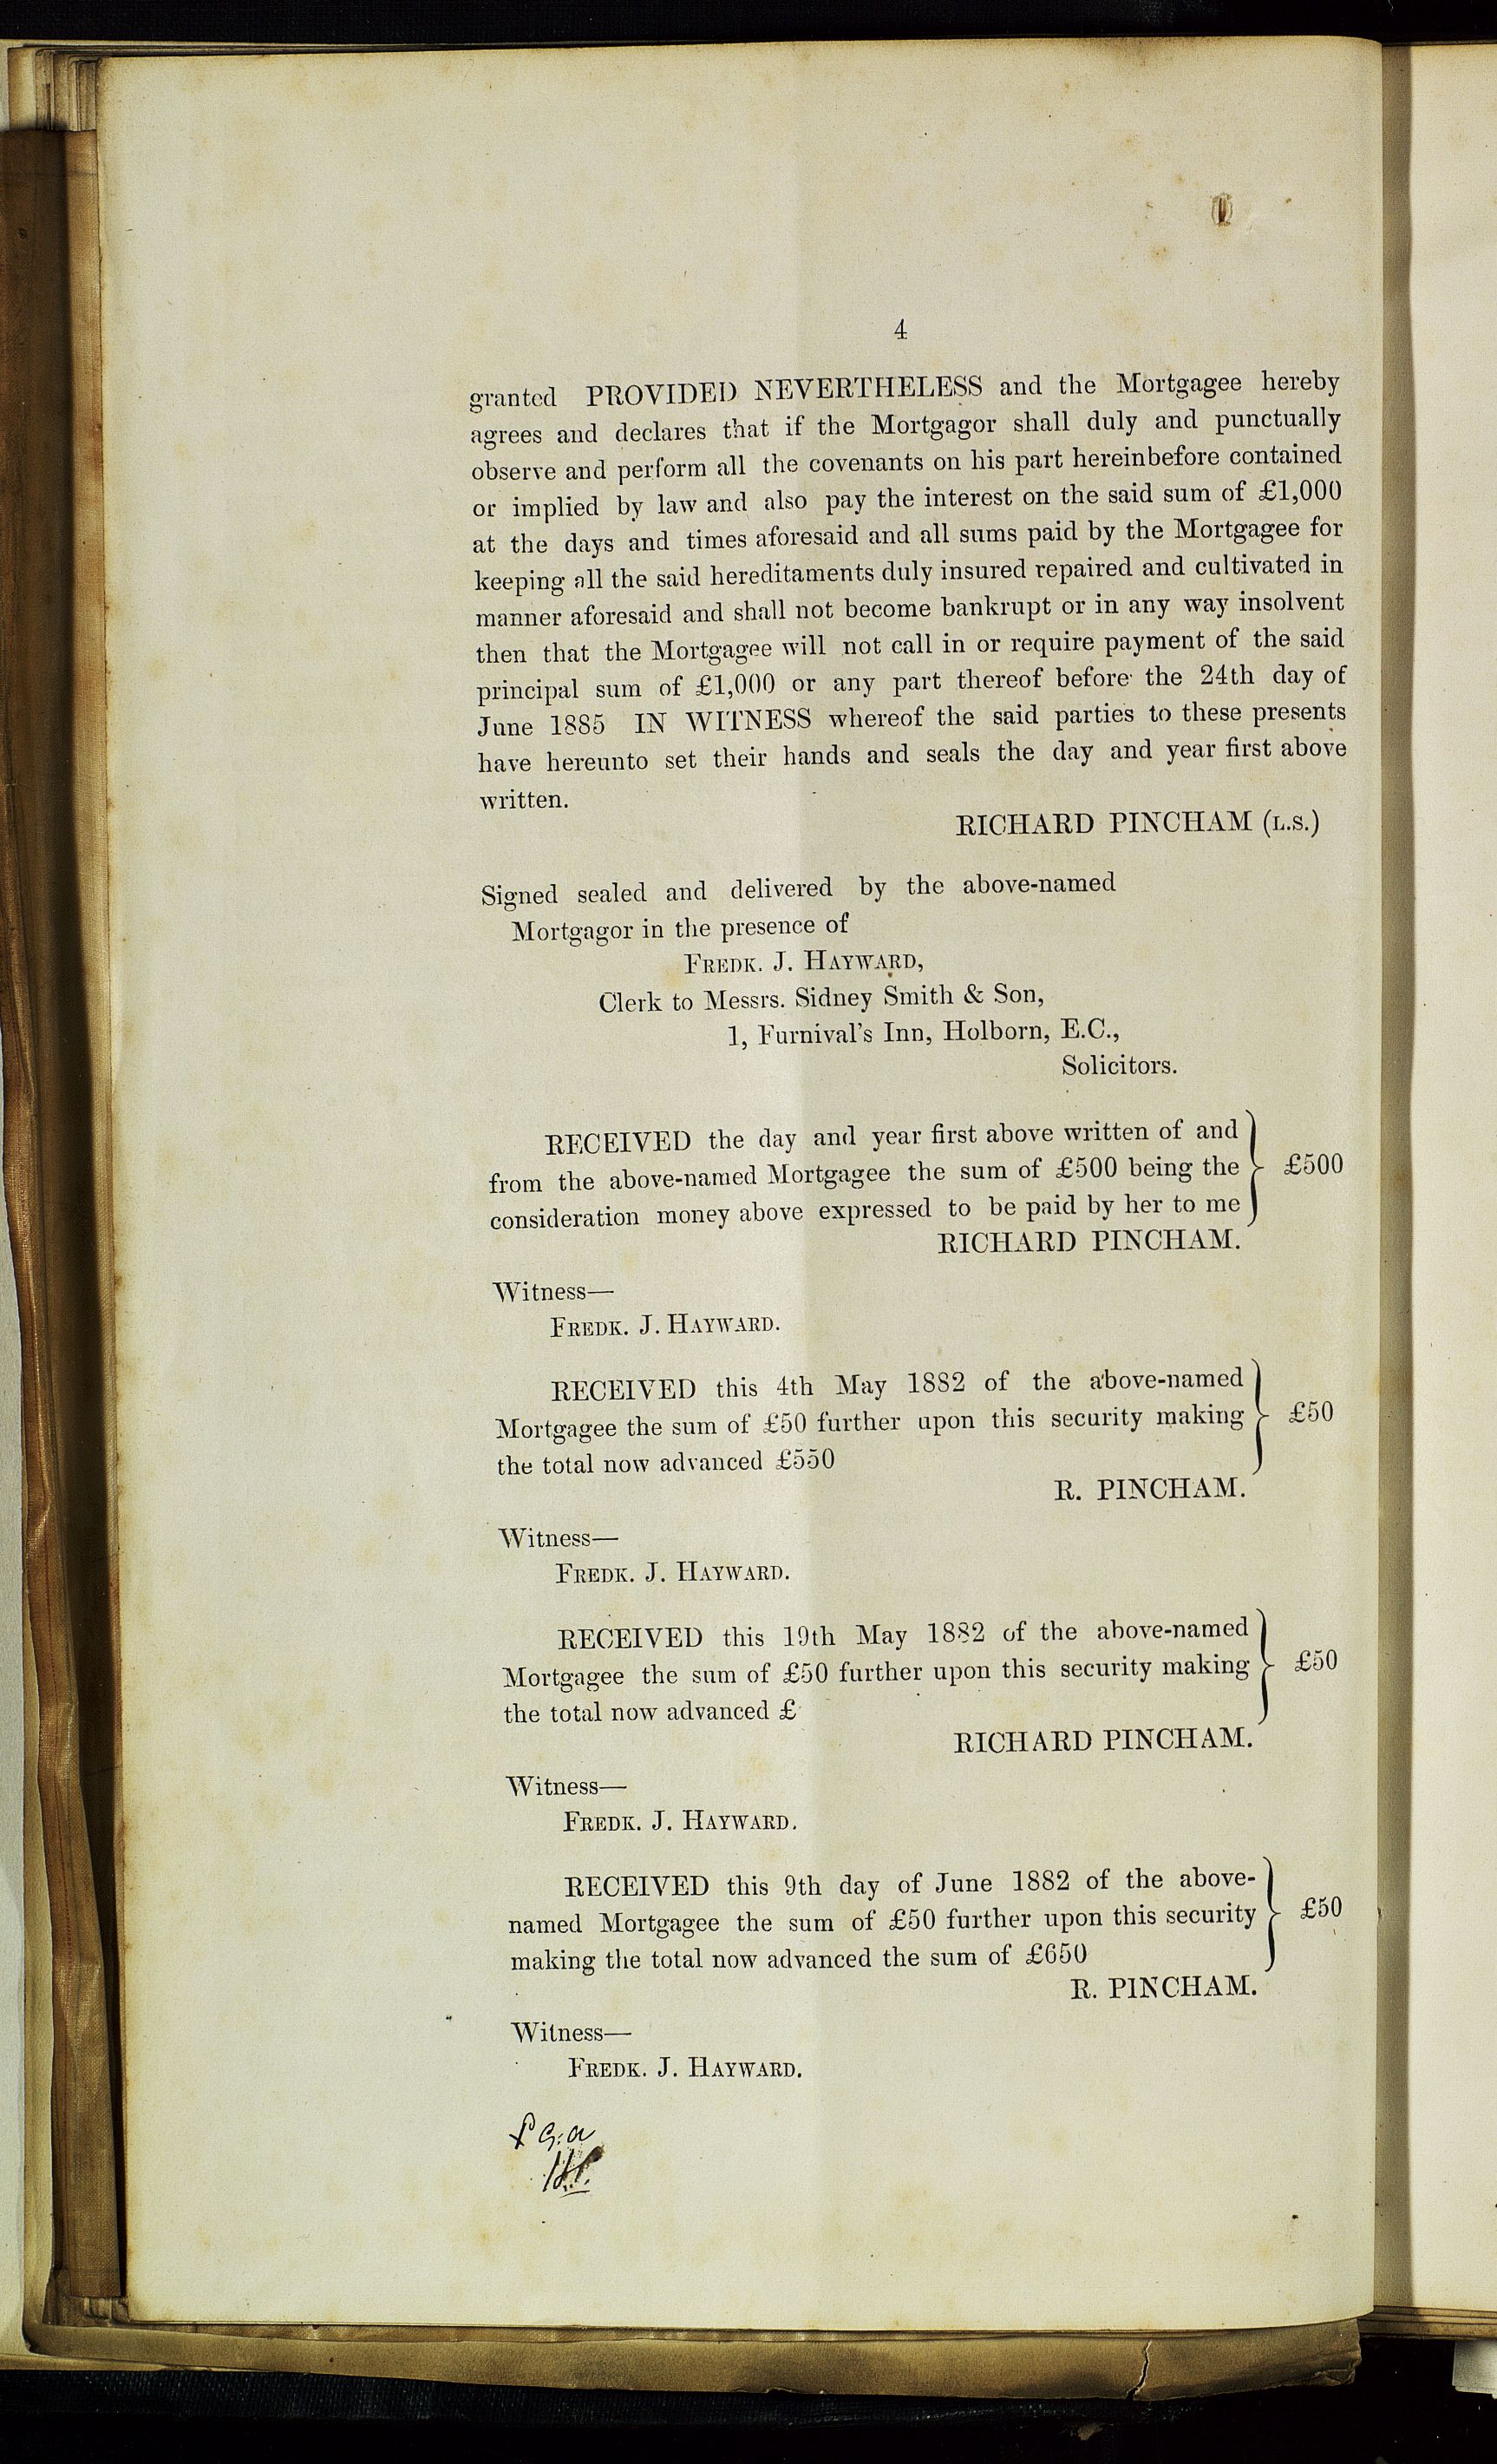 4
granted PROVIDED NEVERTHELESS and the Mortgagee hereby
agrees and declares that if the Mortgagor shall duly and punctually
observe and perform all the covenants on his part hereinbefore contained
or implied by law and also pay the interest on the said sum of £1,000
at the days and times aforesaid and all sums paid by the Mortgagee for
keeping all the said hereditaments duly insured repaired and cultivated in
manner aforesaid and shall not become bankrupt or in any way insolvent
then that the Mortgagee will not call in or require payment of the said
principal sum of £1,000 or any part thereof before the 24th day of
June 1885 IN WITNESS whereof the said parties to these presents
have hereunto set their hands and seals the day and year first above
written.
RICHARD PINCHAM (L.S.)
Signed sealed and delivered by the above-named
Mortgagor in the presence of
FREDK. J. HAYWARD,
Clerk to Messrs. Sidney Smith & Son,
1, Furnival's Inn, Holborn, E.C.,
Solicitors.
RECEIVED the day and year first above written of and
from the above-named Mortgagee the sum of £500 being the } £500
consideration money above expressed to be paid by her to me
RICHARD PINCHAM.
Witness—
FREDK. J. HAYWARD.
RECEIVED this 4th May 1882 of the above-named
Mortgagee the sum of £50 further upon this security making } £50
the total now advanced £550
R. PINCHAM.
Witness—
FREDK. J. HAYWARD.
RECEIVED this 19th May 1882 of the above-named
Mortgagee the sum of £50 further upon this security making } £50
the total now advanced £
RICHARD PINCHAM.
Witness—
FREDK. J. HAYWARD.
RECEIVED this 9th day of June 1882 of the above-
named Mortgagee the sum of £50 further upon this security } £50
making the total now advanced the sum of £650
R. PINCHAM.
Witness—
FREDK. J. HAYWARD.